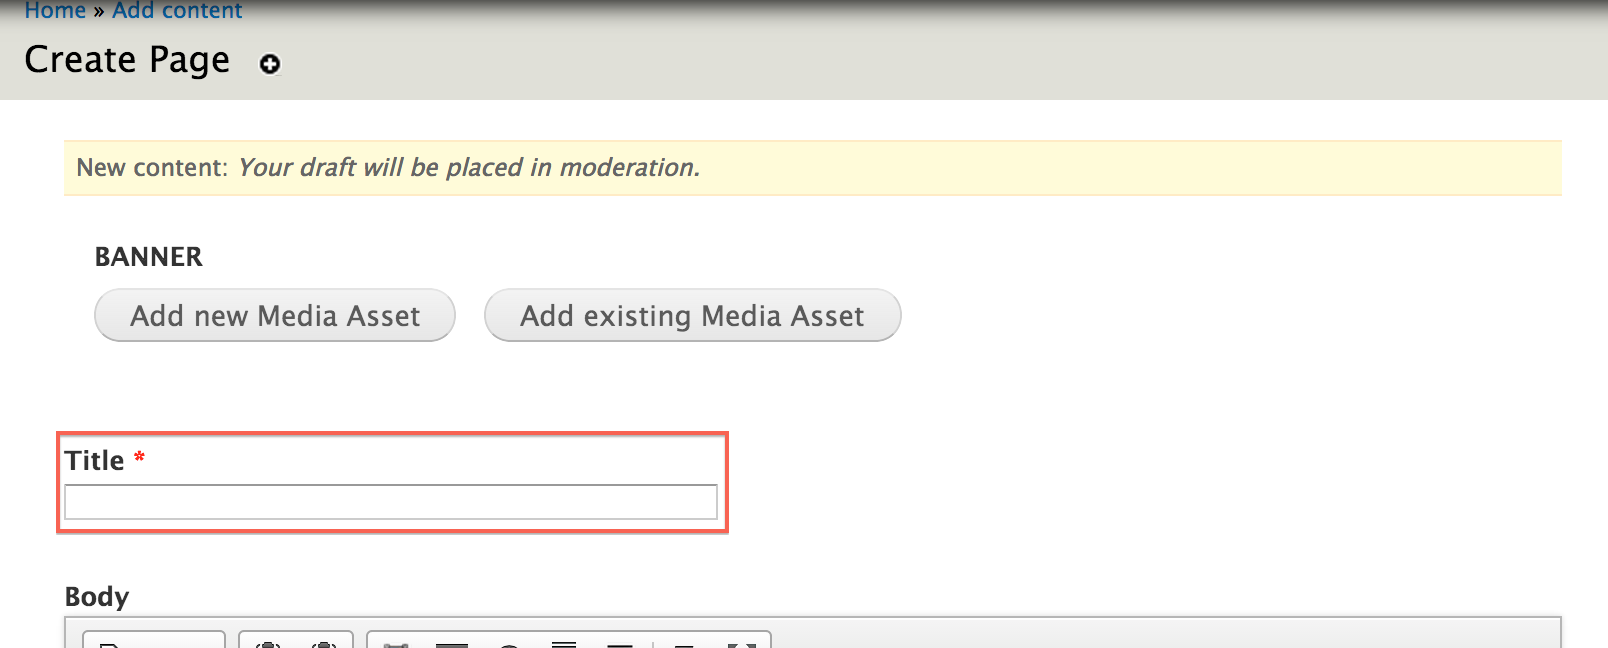 Home » Add content
Create Page
New content: Your draft will be placed in moderation.
BANNER
Add new Media Asset
Add existing Media Asset
Title *
Body